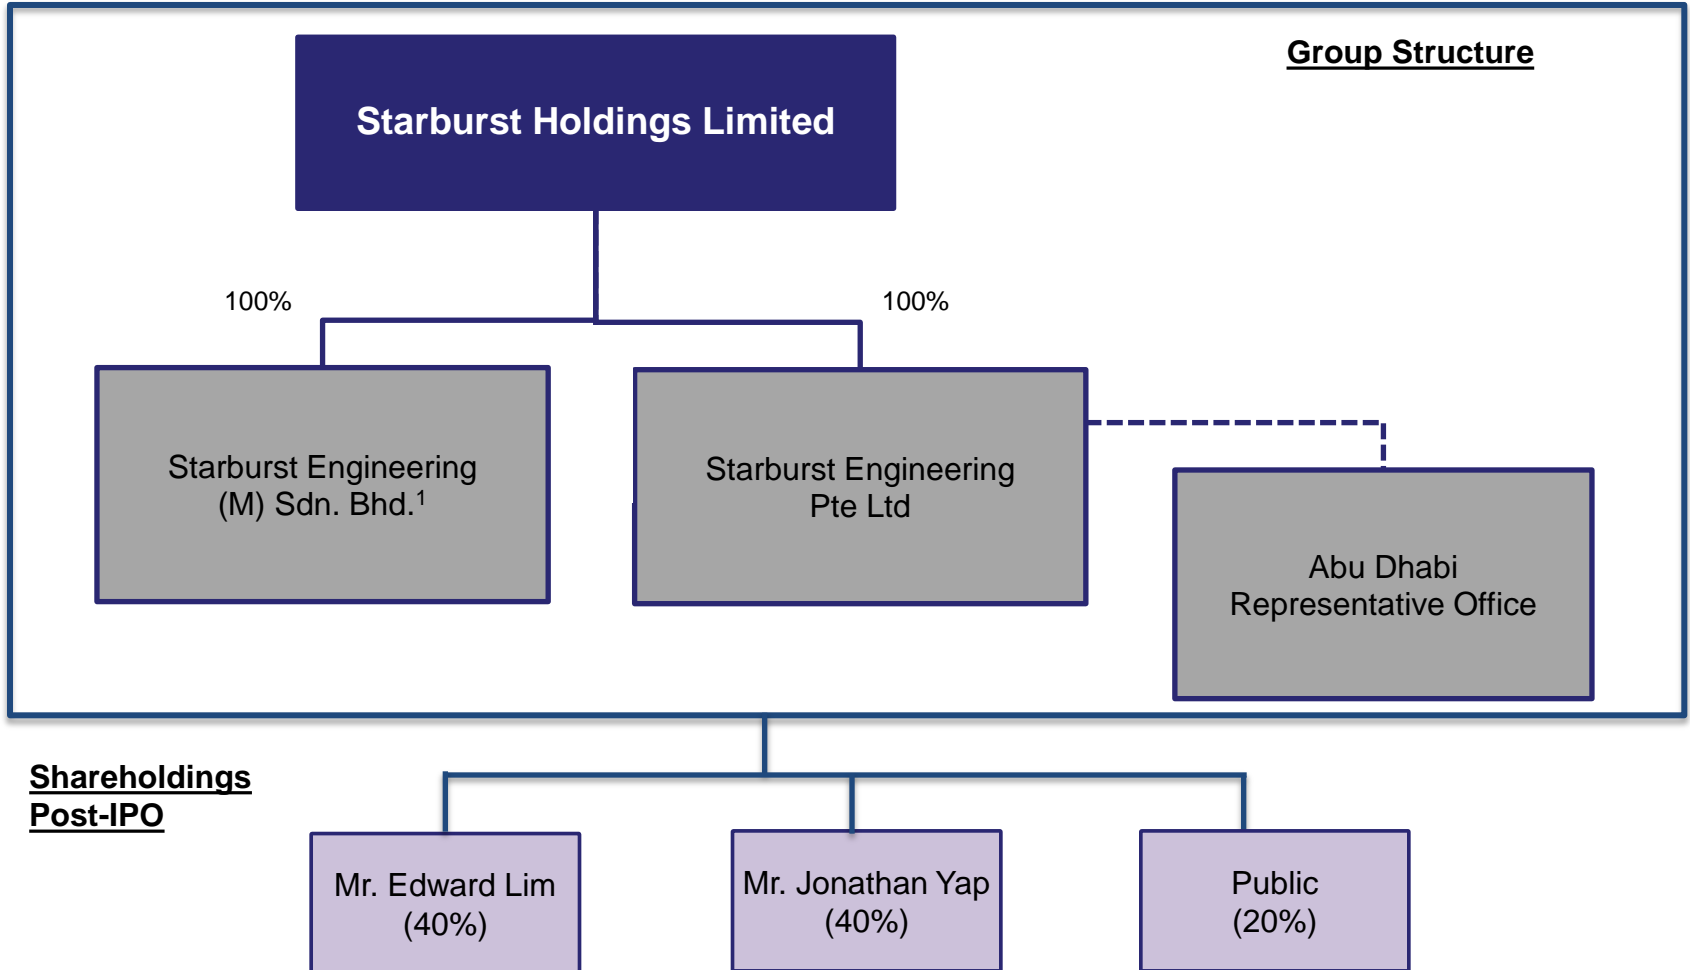 Group Structure
Starburst Holdings Limited
100%
100%
Starburst Engineering
(M) Sdn. Bhd.¹
Starburst Engineering
Pte Ltd
Abu Dhabi
Representative Office
Shareholdings
Post-IPO
Mr. Edward Lim
(40%)
Mr. Jonathan Yap
(40%)
Public
(20%)